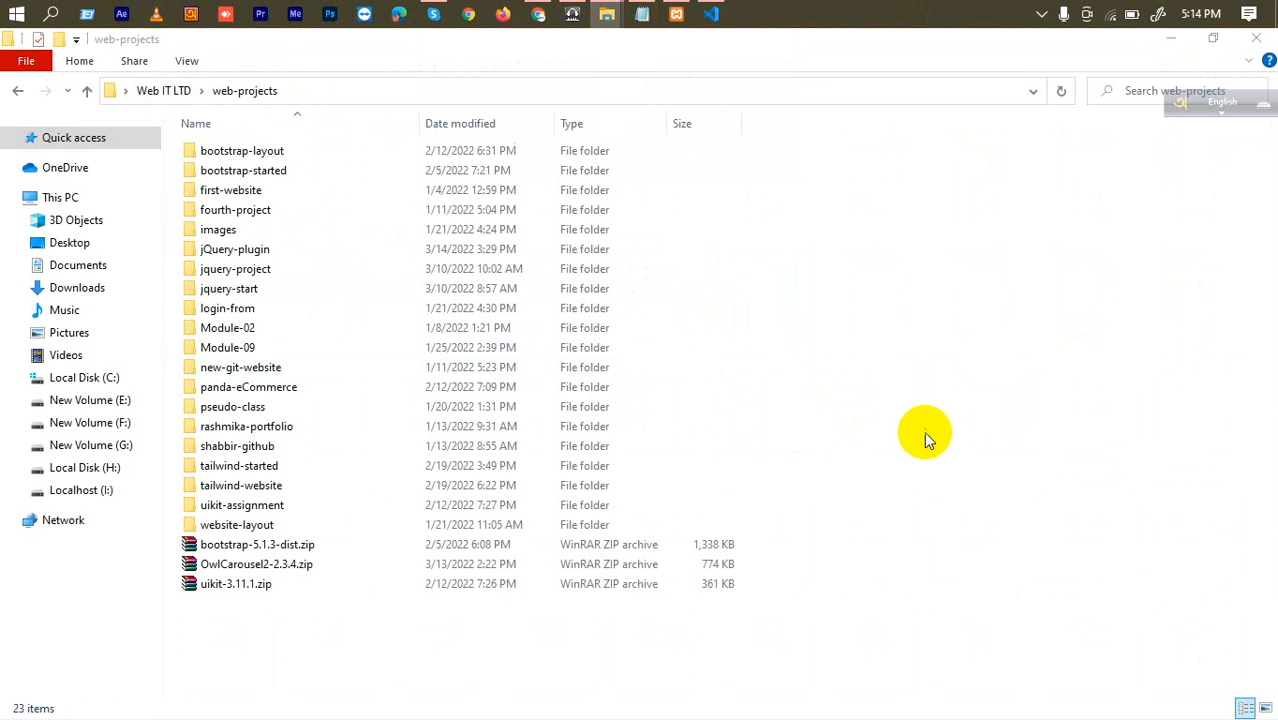 5:14 PM
web-projects
File Home Share View
Web IT LTD web-projects Search web-projects
English
Name Date modified Type Size
Quick access
OneDrive
This PC
3D Objects
Desktop
Documents
Downloads
Music
Pictures
Videos
Local Disk (C:)
New Volume (E:)
New Volume (F:)
New Volume (G:)
Local Disk (H:)
Localhost (I:)
Network
bootstrap-layout 2/12/2022 6:31 PM File folder
bootstrap-started 2/5/2022 7:21 PM File folder
first-website 1/4/2022 12:59 PM File folder
fourth-project 1/11/2022 5:04 PM File folder
images 1/21/2022 4:24 PM File folder
jQuery-plugin 3/14/2022 3:29 PM File folder
jquery-project 3/10/2022 10:02 AM File folder
jquery-start 3/10/2022 8:57 AM File folder
login-from 1/21/2022 4:30 PM File folder
Module-02 1/8/2022 1:21 PM File folder
Module-09 1/25/2022 2:39 PM File folder
new-git-website 1/11/2022 5:23 PM File folder
panda-eCommerce 2/12/2022 7:09 PM File folder
pseudo-class 1/20/2022 1:31 PM File folder
rashmika-portfolio 1/13/2022 9:31 AM File folder
shabbir-github 1/13/2022 8:55 AM File folder
tailwind-started 2/19/2022 3:49 PM File folder
tailwind-website 2/19/2022 6:22 PM File folder
uikit-assignment 2/12/2022 7:27 PM File folder
website-layout 1/21/2022 11:05 AM File folder
bootstrap-5.1.3-dist.zip 2/5/2022 6:08 PM WinRAR ZIP archive 1,338 KB
OwlCarousel2-2.3.4.zip 3/13/2022 2:22 PM WinRAR ZIP archive 774 KB
uikit-3.11.1.zip 2/12/2022 7:26 PM WinRAR ZIP archive 361 KB
23 items